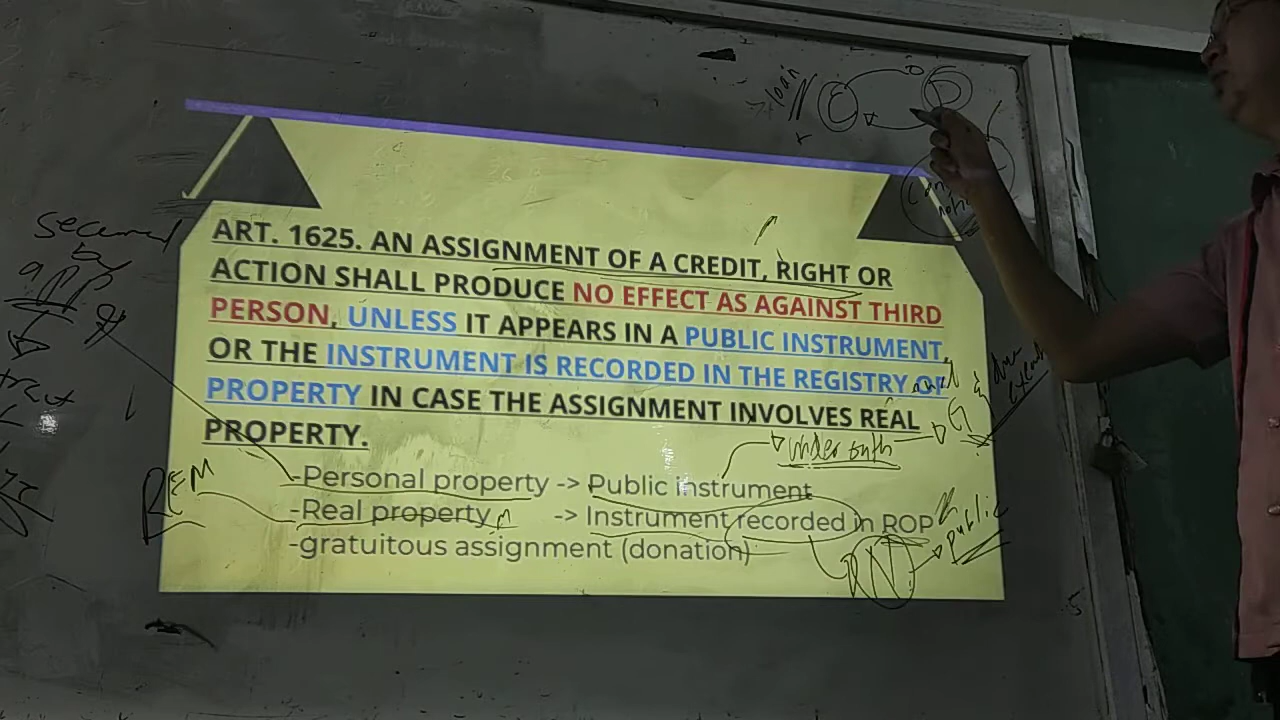 loan
C
D
secured
by
ART. 1625. AN ASSIGNMENT OF A CREDIT, RIGHT OR
ACTION SHALL PRODUCE NO EFFECT AS AGAINST THIRD
PERSON, UNLESS IT APPEARS IN A PUBLIC INSTRUMENT,
OR THE INSTRUMENT IS RECORDED IN THE REGISTRY OF
PROPERTY IN CASE THE ASSIGNMENT INVOLVES REAL
PROPERTY.
under oath
REM
-Personal property -> Public instrument
-Real property -> Instrument recorded in ROP
-gratuitous assignment (donation)
public